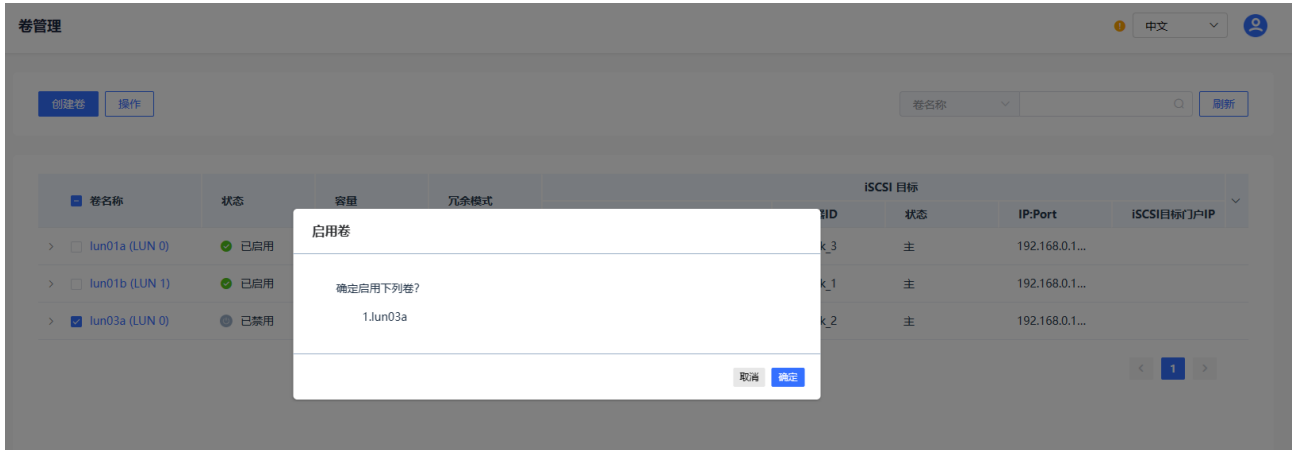 卷管理
中文
创建卷 操作 卷名称 刷新
iSCSI 目标
卷名称 状态 容量 冗余模式
ID 状态 IP:Port iSCSI目标门户IP
启用卷
lun01a (LUN 0) 已启用 k_3 主 192.168.0.1...
lun01b (LUN 1) 已启用 k_1 主 192.168.0.1...
确定启用下列卷?
1.lun03a
lun03a (LUN 0) 已禁用 k_2 主 192.168.0.1...
取消 确定
1